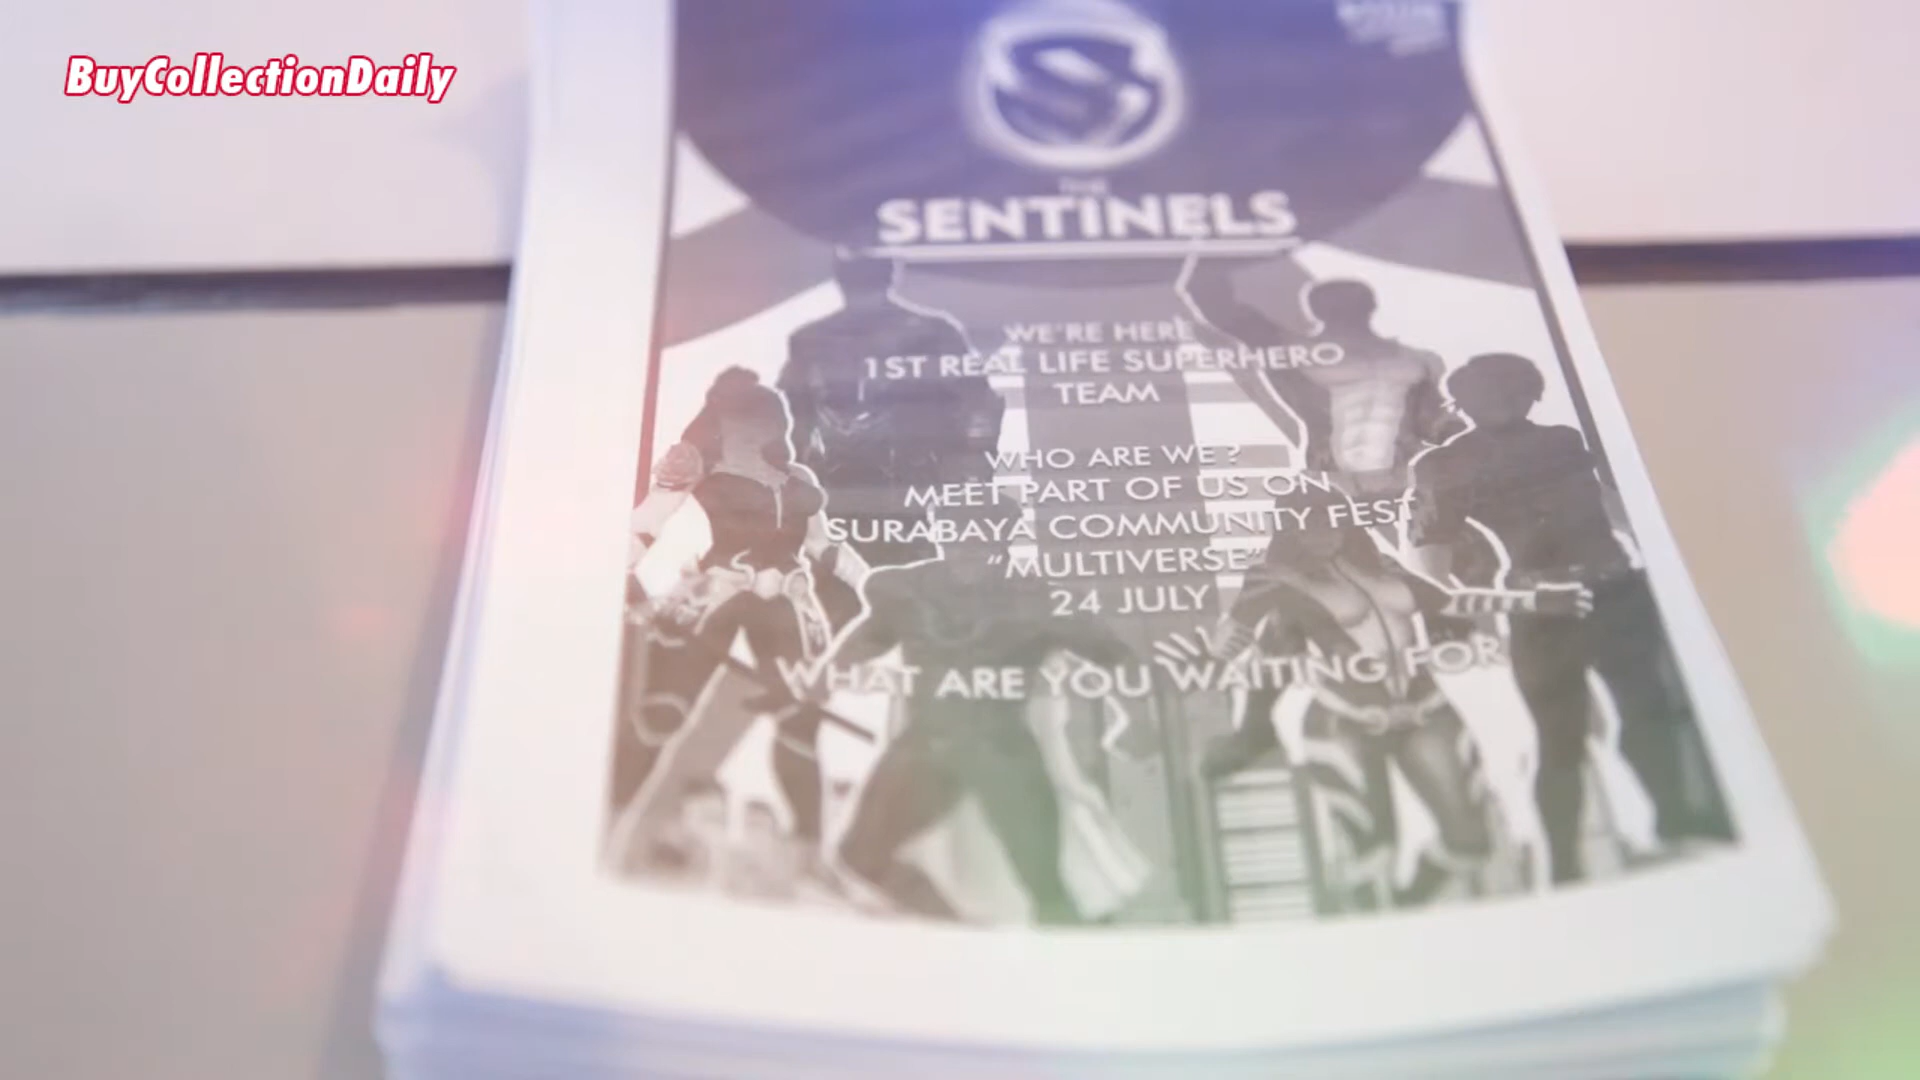 BuyCollectionDaily
THE
SENTINELS
WE'RE HERE
1ST REAL LIFE SUPERHERO
TEAM
WHO ARE WE ?
MEET PART OF US ON
SURABAYA COMMUNITY FEST
“MULTIVERSE”
24 JULY
WHAT ARE YOU WAITING FOR